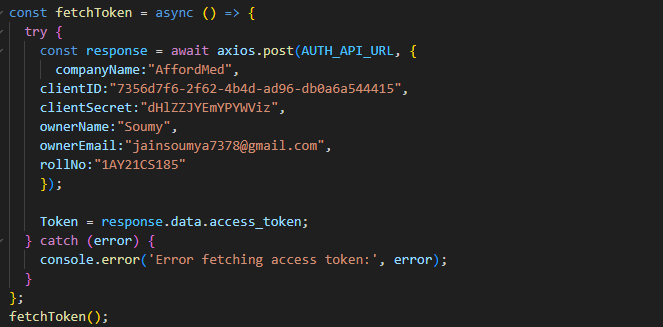 const fetchToken = async () => {
try {
const response = await axios.post(AUTH_API_URL, {
companyName:"AffordMed",
clientID:"7356d7f6-2f62-4b4d-ad96-db0a6a544415",
clientSecret:"dHlZZJYEmYPYWViz",
ownerName:"Soumy",
ownerEmail:"jainsoumya7378@gmail.com",
rollNo:"1AY21CS185"
});
Token = response.data.access_token;
} catch (error) {
console.error('Error fetching access token:', error);
}
};
fetchToken();